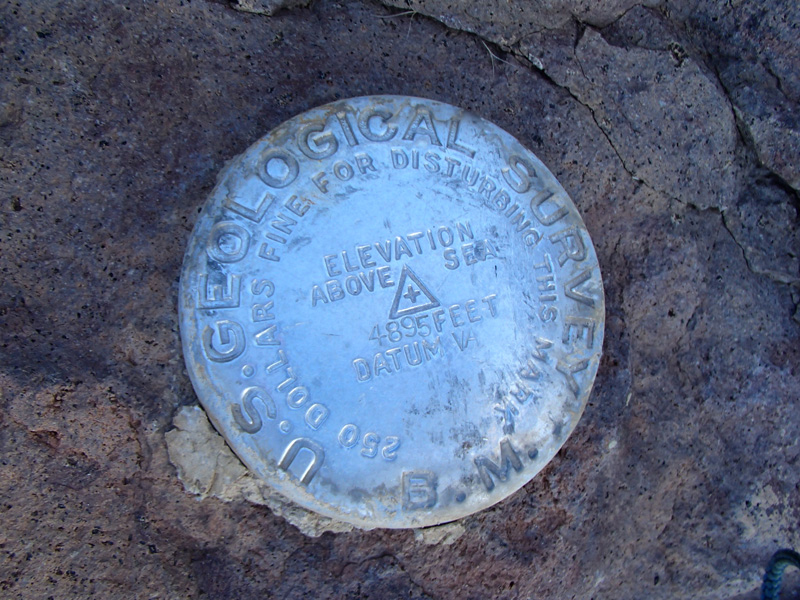 U.S. GEOLOGICAL SURVEY
B.M.
250 DOLLARS FINE FOR DISTURBING THIS MARK
ELEVATION
ABOVE SEA
4895 FEET
DATUM